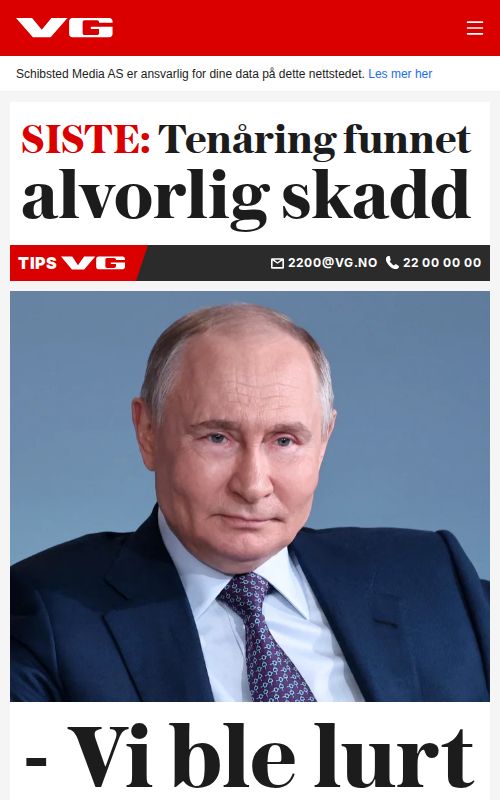 VG
Schibsted Media AS er ansvarlig for dine data på dette nettstedet. Les mer her
SISTE: Tenåring funnet
alvorlig skadd
TIPS VG 2200@VG.NO 22 00 00 00
- Vi ble lurt